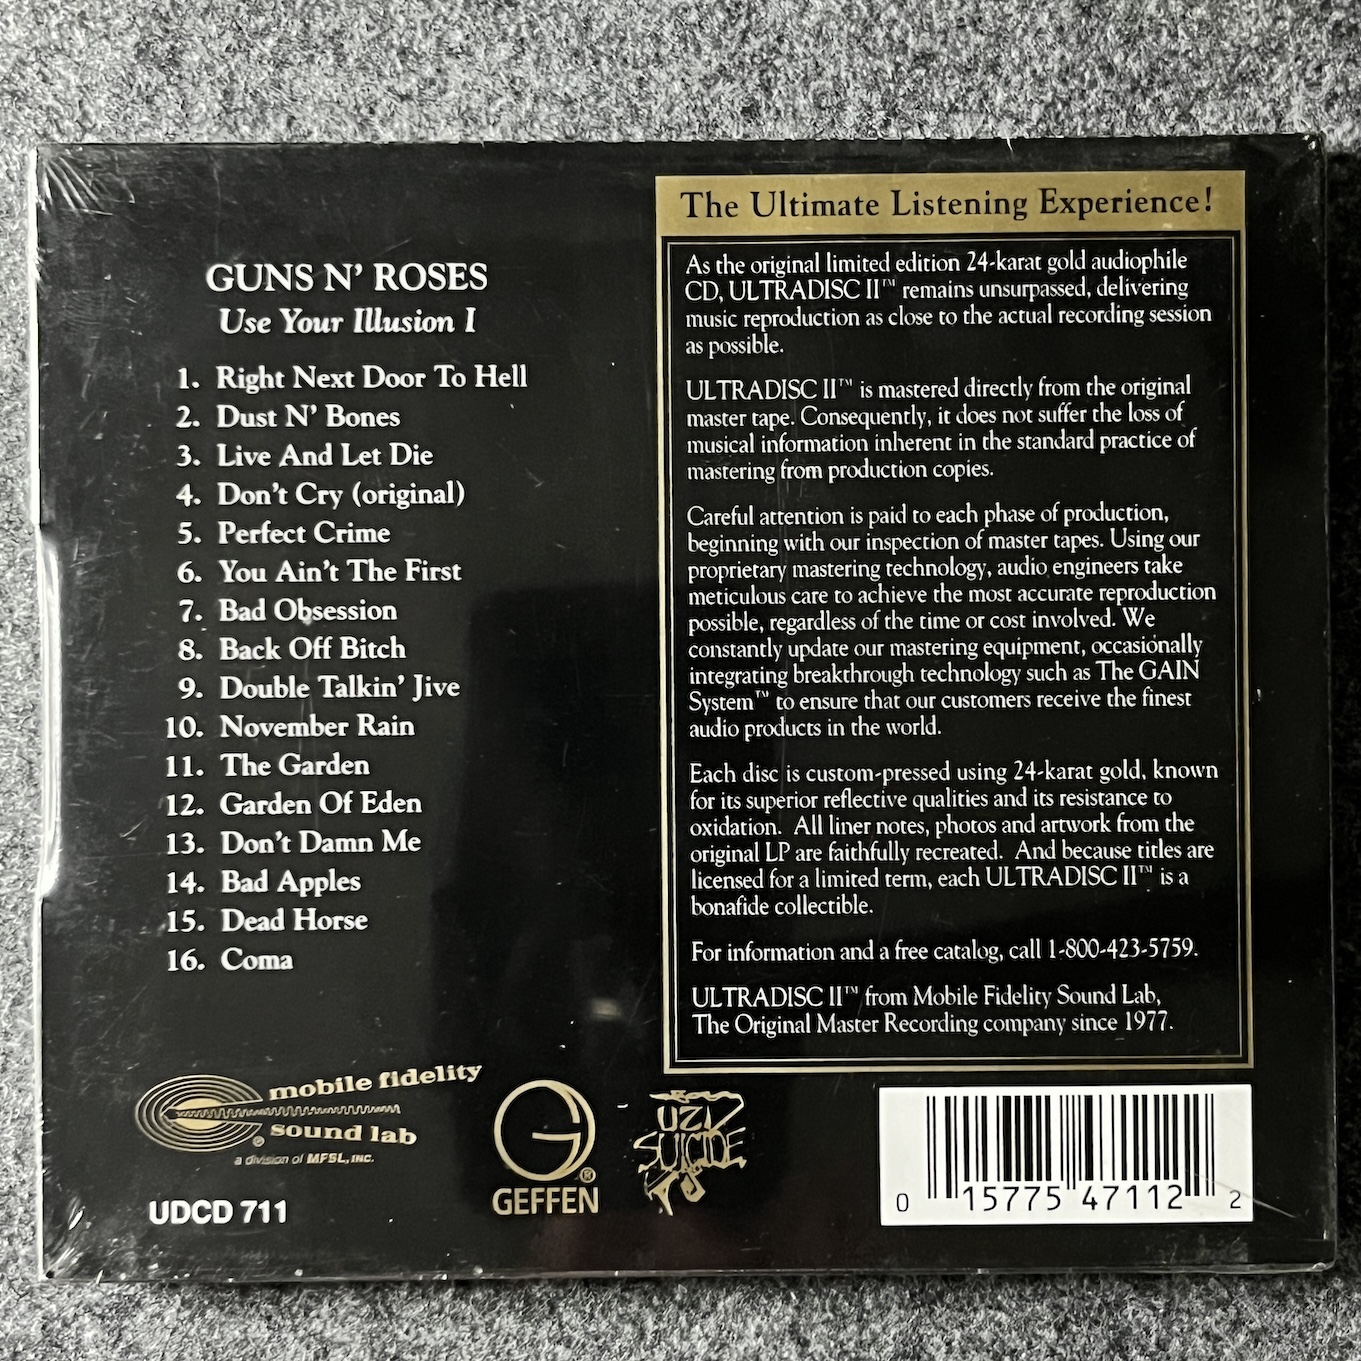 GUNS N' ROSES
Use Your Illusion I
1. Right Next Door To Hell
2. Dust N' Bones
3. Live And Let Die
4. Don't Cry (original)
5. Perfect Crime
6. You Ain't The First
7. Bad Obsession
8. Back Off Bitch
9. Double Talkin' Jive
10. November Rain
11. The Garden
12. Garden Of Eden
13. Don't Damn Me
14. Bad Apples
15. Dead Horse
16. Coma
The Ultimate Listening Experience!
As the original limited edition 24-karat gold audiophile
CD, ULTRADISC II™ remains unsurpassed, delivering
music reproduction as close to the actual recording session
as possible.
ULTRADISC II™ is mastered directly from the original
master tape. Consequently, it does not suffer the loss of
musical information inherent in the standard practice of
mastering from production copies.
Careful attention is paid to each phase of production,
beginning with our inspection of master tapes. Using our
proprietary mastering technology, audio engineers take
meticulous care to achieve the most accurate reproduction
possible, regardless of the time or cost involved. We
constantly update our mastering equipment, occasionally
integrating breakthrough technology such as The GAIN
System™ to ensure that our customers receive the finest
audio products in the world.
Each disc is custom-pressed using 24-karat gold, known
for its superior reflective qualities and its resistance to
oxidation. All liner notes, photos and artwork from the
original LP are faithfully recreated. And because titles are
licensed for a limited term, each ULTRADISC II™ is a
bonafide collectible.
For information and a free catalog, call 1-800-423-5759.
ULTRADISC II™ from Mobile Fidelity Sound Lab,
The Original Master Recording company since 1977.
mobile fidelity
® sound lab
a division of MFSL, INC.
UDCD 711
G®
GEFFEN
UZI
SUICIDE
0 15775 47112 2